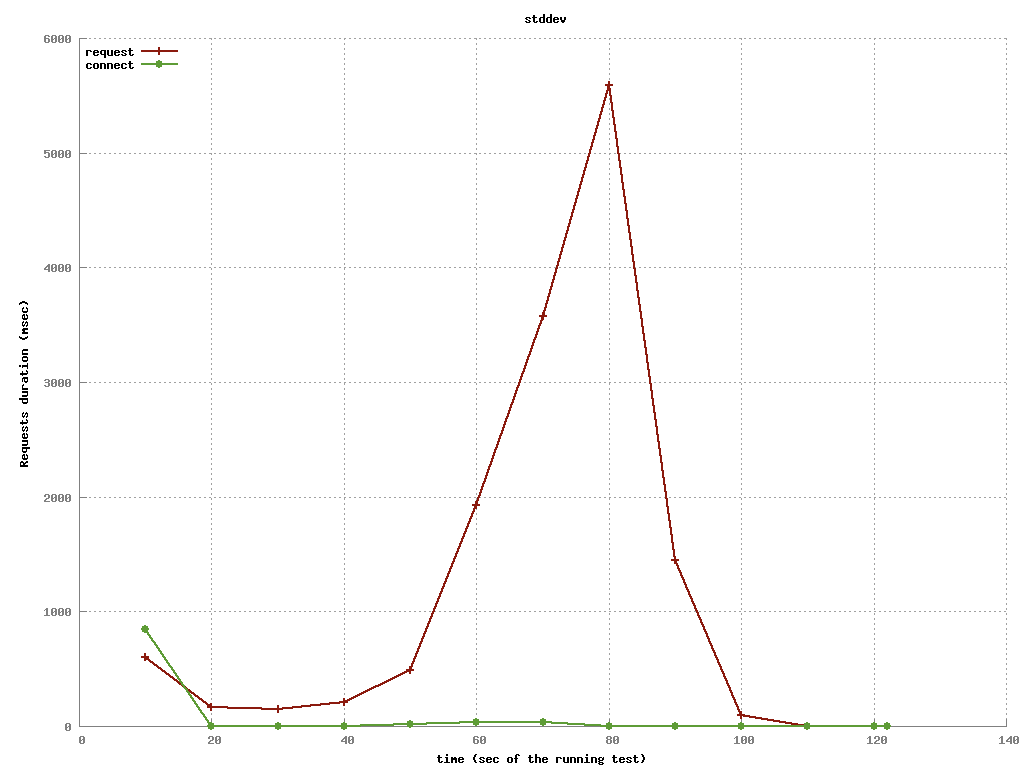 stddev
request
connect
6000
5000
4000
3000
2000
1000
0
Requests duration (msec)
0 20 40 60 80 100 120 140
time (sec of the running test)